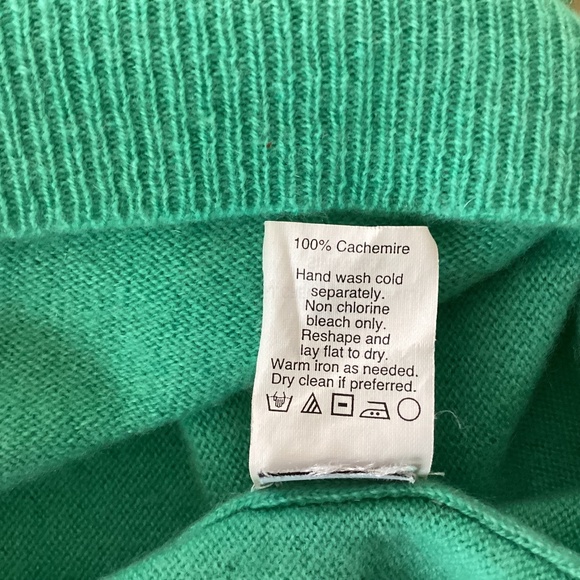 100% Cachemire
Hand wash cold
separately.
Non chlorine
bleach only.
Reshape and
lay flat to dry.
Warm iron as needed.
Dry clean if preferred.